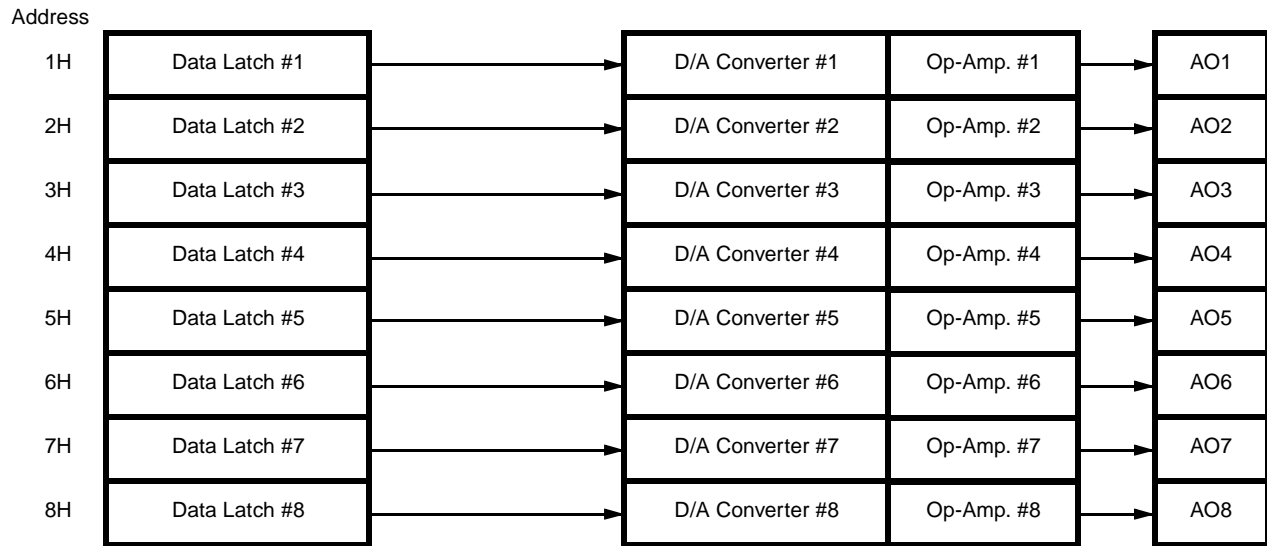 Address
1H Data Latch #1 D/A Converter #1 Op-Amp. #1 AO1
2H Data Latch #2 D/A Converter #2 Op-Amp. #2 AO2
3H Data Latch #3 D/A Converter #3 Op-Amp. #3 AO3
4H Data Latch #4 D/A Converter #4 Op-Amp. #4 AO4
5H Data Latch #5 D/A Converter #5 Op-Amp. #5 AO5
6H Data Latch #6 D/A Converter #6 Op-Amp. #6 AO6
7H Data Latch #7 D/A Converter #7 Op-Amp. #7 AO7
8H Data Latch #8 D/A Converter #8 Op-Amp. #8 AO8